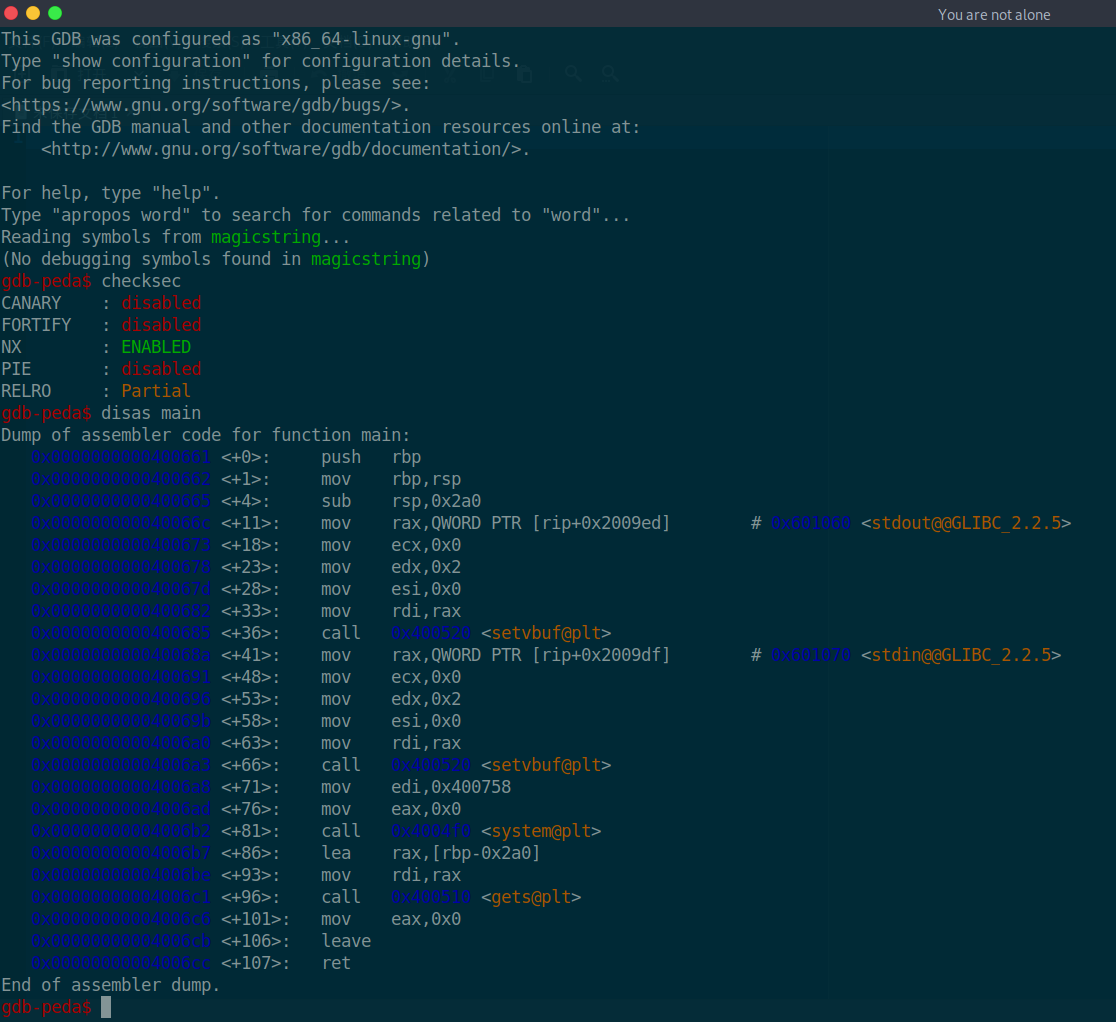 You are not alone
This GDB was configured as "x86_64-linux-gnu".
Type "show configuration" for configuration details.
For bug reporting instructions, please see:
<https://www.gnu.org/software/gdb/bugs/>.
Find the GDB manual and other documentation resources online at:
    <http://www.gnu.org/software/gdb/documentation/>.

For help, type "help".
Type "apropos word" to search for commands related to "word"...
Reading symbols from magicstring...
(No debugging symbols found in magicstring)
gdb-peda$ checksec
CANARY    : disabled
FORTIFY   : disabled
NX        : ENABLED
PIE       : disabled
RELRO     : Partial
gdb-peda$ disas main
Dump of assembler code for function main:
   0x0000000000400661 <+0>:     push   rbp
   0x0000000000400662 <+1>:     mov    rbp,rsp
   0x0000000000400665 <+4>:     sub    rsp,0x2a0
   0x000000000040066c <+11>:    mov    rax,QWORD PTR [rip+0x2009ed]        # 0x601060 <stdout@@GLIBC_2.2.5>
   0x0000000000400673 <+18>:    mov    ecx,0x0
   0x0000000000400678 <+23>:    mov    edx,0x2
   0x000000000040067d <+28>:    mov    esi,0x0
   0x0000000000400682 <+33>:    mov    rdi,rax
   0x0000000000400685 <+36>:    call   0x400520 <setvbuf@plt>
   0x000000000040068a <+41>:    mov    rax,QWORD PTR [rip+0x2009df]        # 0x601070 <stdin@@GLIBC_2.2.5>
   0x0000000000400691 <+48>:    mov    ecx,0x0
   0x0000000000400696 <+53>:    mov    edx,0x2
   0x000000000040069b <+58>:    mov    esi,0x0
   0x00000000004006a0 <+63>:    mov    rdi,rax
   0x00000000004006a3 <+66>:    call   0x400520 <setvbuf@plt>
   0x00000000004006a8 <+71>:    mov    edi,0x400758
   0x00000000004006ad <+76>:    mov    eax,0x0
   0x00000000004006b2 <+81>:    call   0x4004f0 <system@plt>
   0x00000000004006b7 <+86>:    lea    rax,[rbp-0x2a0]
   0x00000000004006be <+93>:    mov    rdi,rax
   0x00000000004006c1 <+96>:    call   0x400510 <gets@plt>
   0x00000000004006c6 <+101>:   mov    eax,0x0
   0x00000000004006cb <+106>:   leave
   0x00000000004006cc <+107>:   ret
End of assembler dump.
gdb-peda$